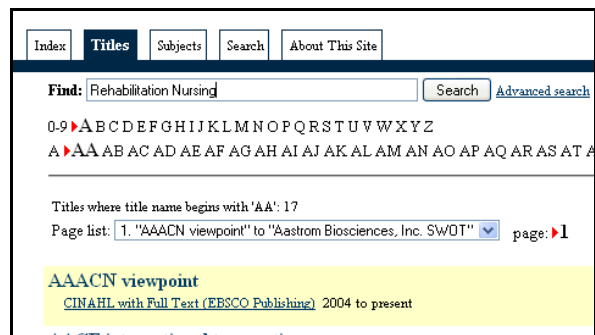 Index Titles Subjects Search About This Site
Find: Rehabilitation Nursing Search Advanced search
0-9 A B C D E F G H I J K L M N O P Q R S T U V W X Y Z
A AA AB AC AD AE AF AG AH AI AJ AK AL AM AN AO AP AQ AR AS AT A
Titles where title name begins with 'AA': 17
Page list: 1. "AAACN viewpoint" to "Aastrom Biosciences, Inc. SWOT" page: 1
AAACN viewpoint
CINAHL with Full Text (EBSCO Publishing) 2004 to present